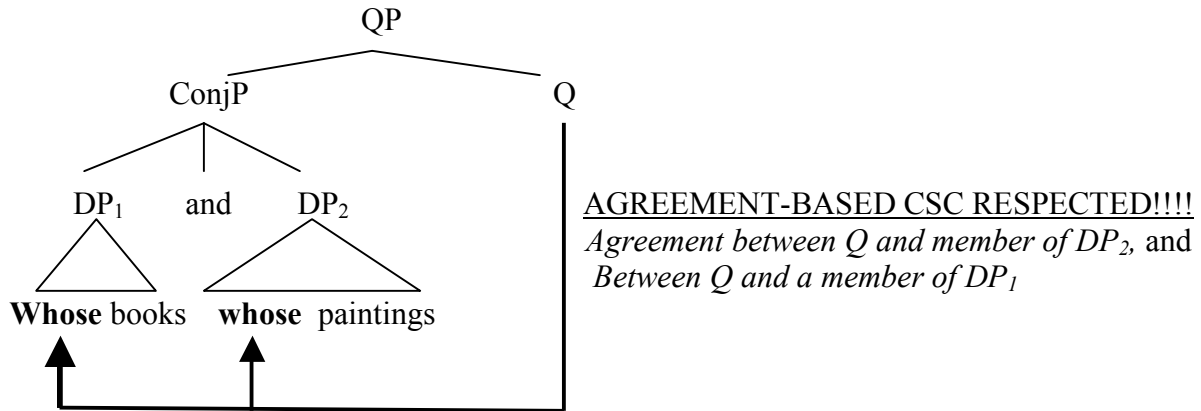 QP
ConjP Q
DP₁ and DP₂
AGREEMENT-BASED CSC RESPECTED!!!!
Agreement between Q and member of DP₂, and
Between Q and a member of DP₁
Whose books whose paintings